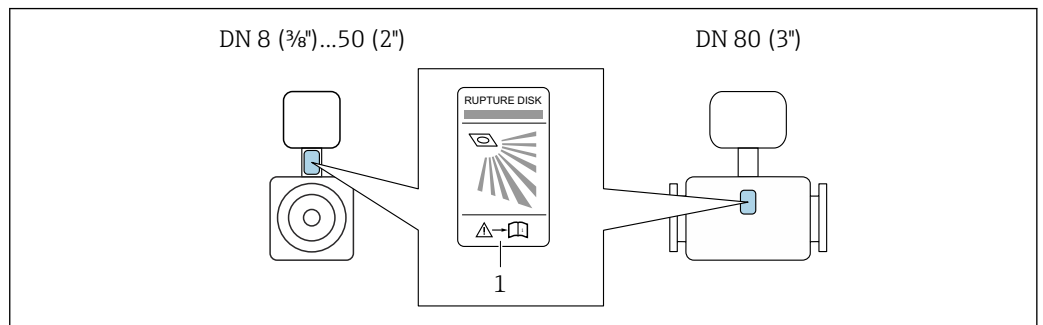 DN 8 (⅜")...50 (2")
DN 80 (3")
RUPTURE DISK
i
1